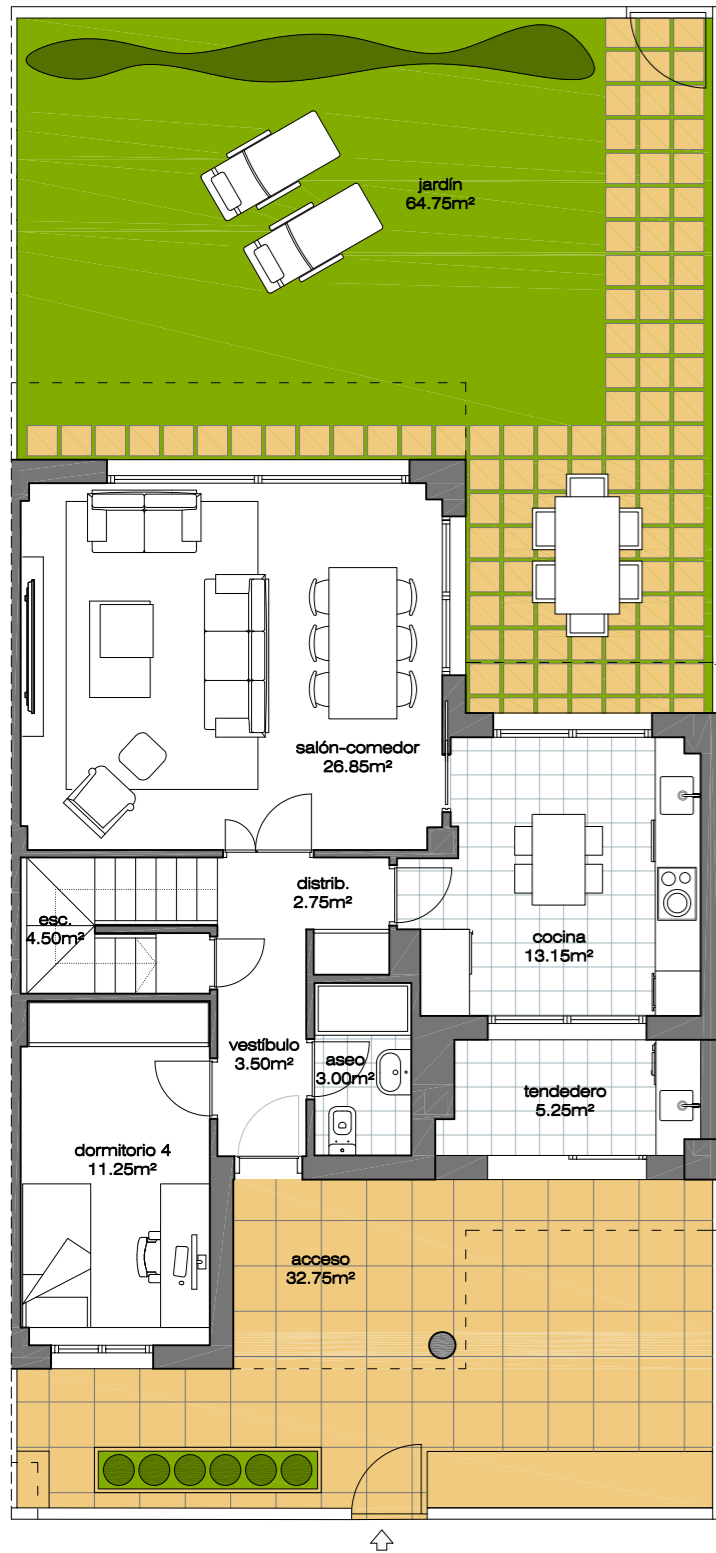 jardín
64.75m²
salón-comedor
26.85m²
distrib.
2.75m²
esc.
4.50m²
cocina
13.15m²
vestíbulo
3.50m²
aseo
3.00m²
tendedero
5.25m²
dormitorio 4
11.25m²
acceso
32.75m²